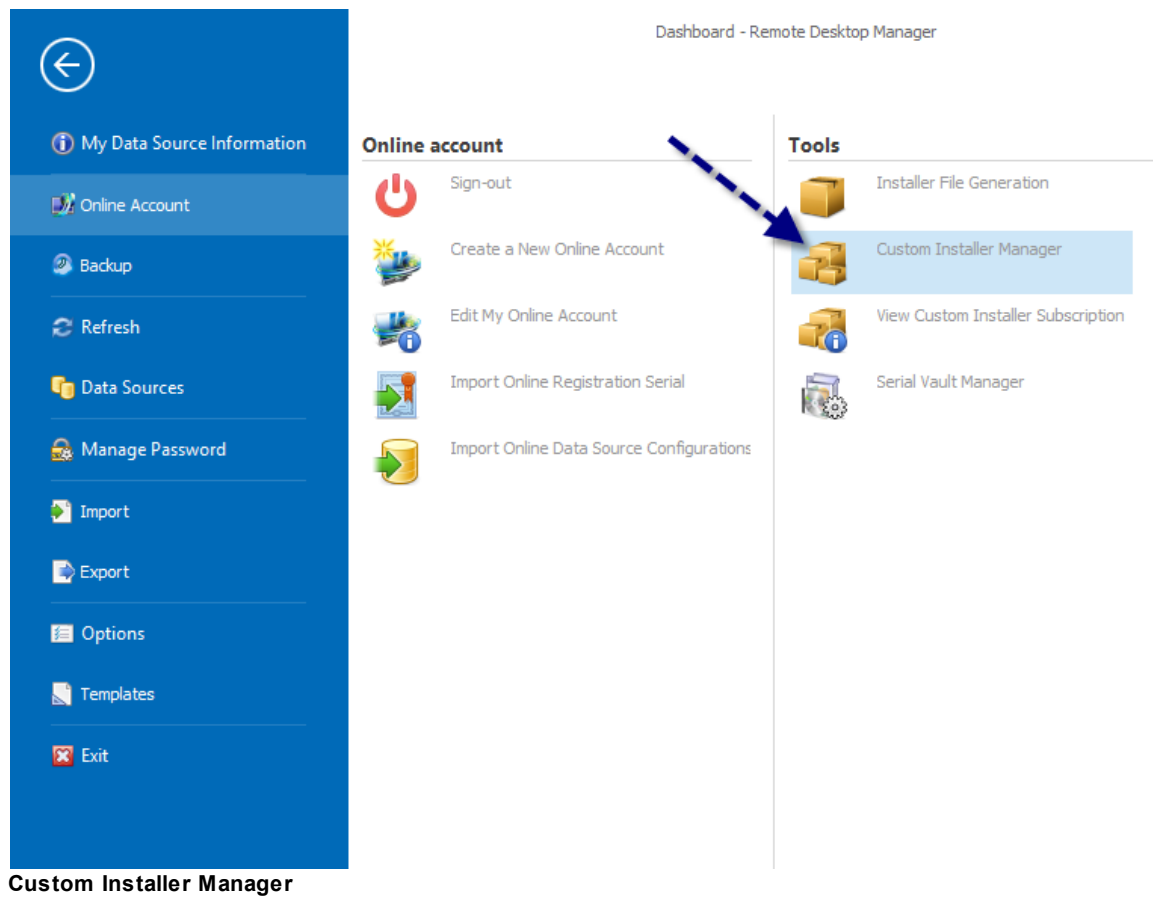 Dashboard - Remote Desktop Manager
My Data Source Information
Online Account
Backup
Refresh
Data Sources
Manage Password
Import
Export
Options
Templates
Exit
Online account
Sign-out
Create a New Online Account
Edit My Online Account
Import Online Registration Serial
Import Online Data Source Configurations
Tools
Installer File Generation
Custom Installer Manager
View Custom Installer Subscription
Serial Vault Manager
Custom Installer Manager